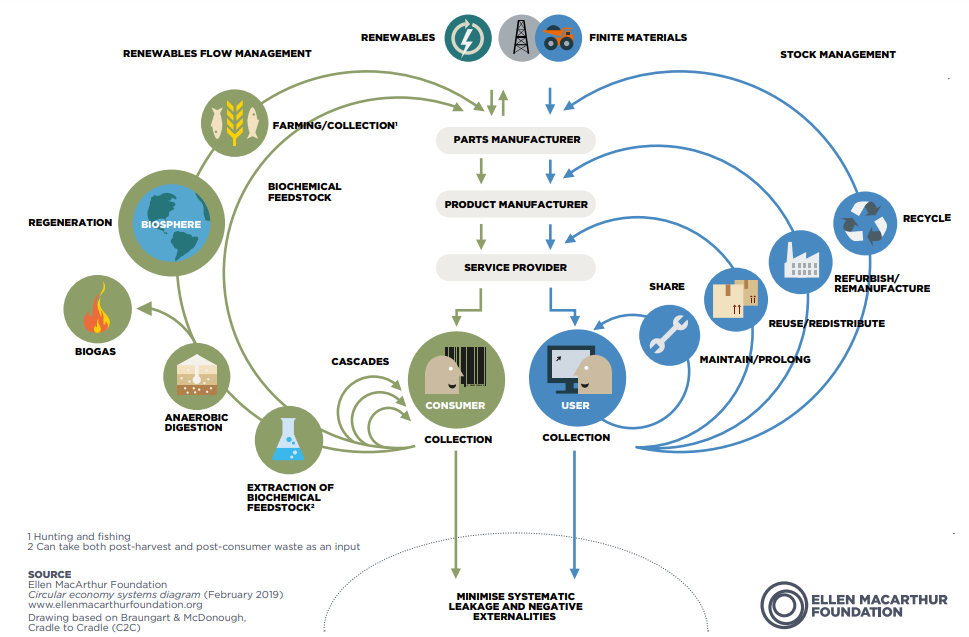 RENEWABLES
FINITE MATERIALS
RENEWABLES FLOW MANAGEMENT
STOCK MANAGEMENT
FARMING/COLLECTION¹
PARTS MANUFACTURER
BIOCHEMICAL
FEEDSTOCK
PRODUCT MANUFACTURER
REGENERATION
BIOSPHERE
RECYCLE
SERVICE PROVIDER
SHARE
REFURBISH/
REMANUFACTURE
REUSE/REDISTRIBUTE
BIOGAS
CASCADES
MAINTAIN/PROLONG
CONSUMER
USER
ANAEROBIC
DIGESTION
COLLECTION
COLLECTION
EXTRACTION OF
BIOCHEMICAL
FEEDSTOCK²
1 Hunting and fishing
2 Can take both post-harvest and post-consumer waste as an input
SOURCE
Ellen MacArthur Foundation
Circular economy systems diagram (February 2019)
www.ellenmacarthurfoundation.org
Drawing based on Braungart & McDonough,
Cradle to Cradle (C2C)
MINIMISE SYSTEMATIC
LEAKAGE AND NEGATIVE
EXTERNALITIES
ELLEN MACARTHUR
FOUNDATION